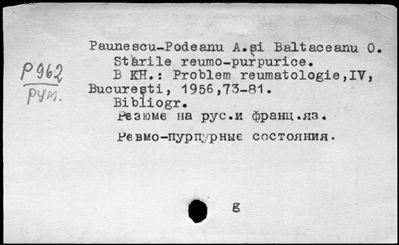 Paunescu-Podeanu A.şi Baltaceanu O.
Stările reumo-purpurice.
В КН.: Problem reumatologie,IV,
Bucureşti, 1956,73-81.
Bibliogr.
Резюме на рус.и франц.яз.
Ревмо-пурпурные состояния.
Р962
рум.
g